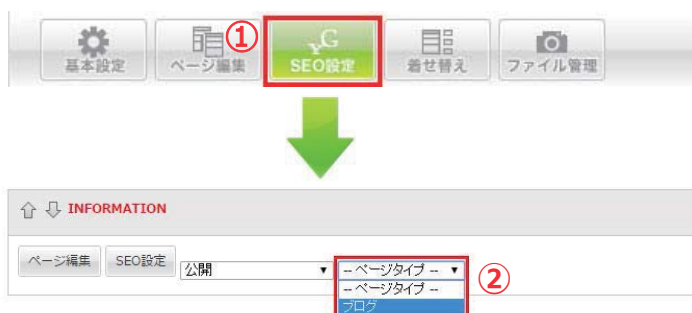 ①
基本設定 ページ編集 SEO設定 着せ替え ファイル管理
INFORMATION
ページ編集 SEO設定 公開 -- ページタイプ --
②
-- ページタイプ --
ブログ